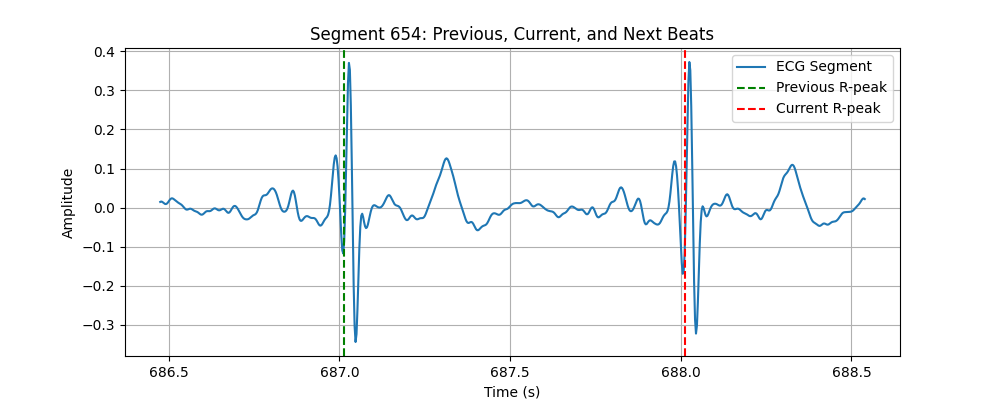 Segment 654: Previous, Current, and Next Beats
ECG Segment
Previous R-peak
Current R-peak
Amplitude
0.4
0.3
0.2
0.1
0.0
−0.1
−0.2
−0.3
686.5 687.0 687.5 688.0 688.5
Time (s)